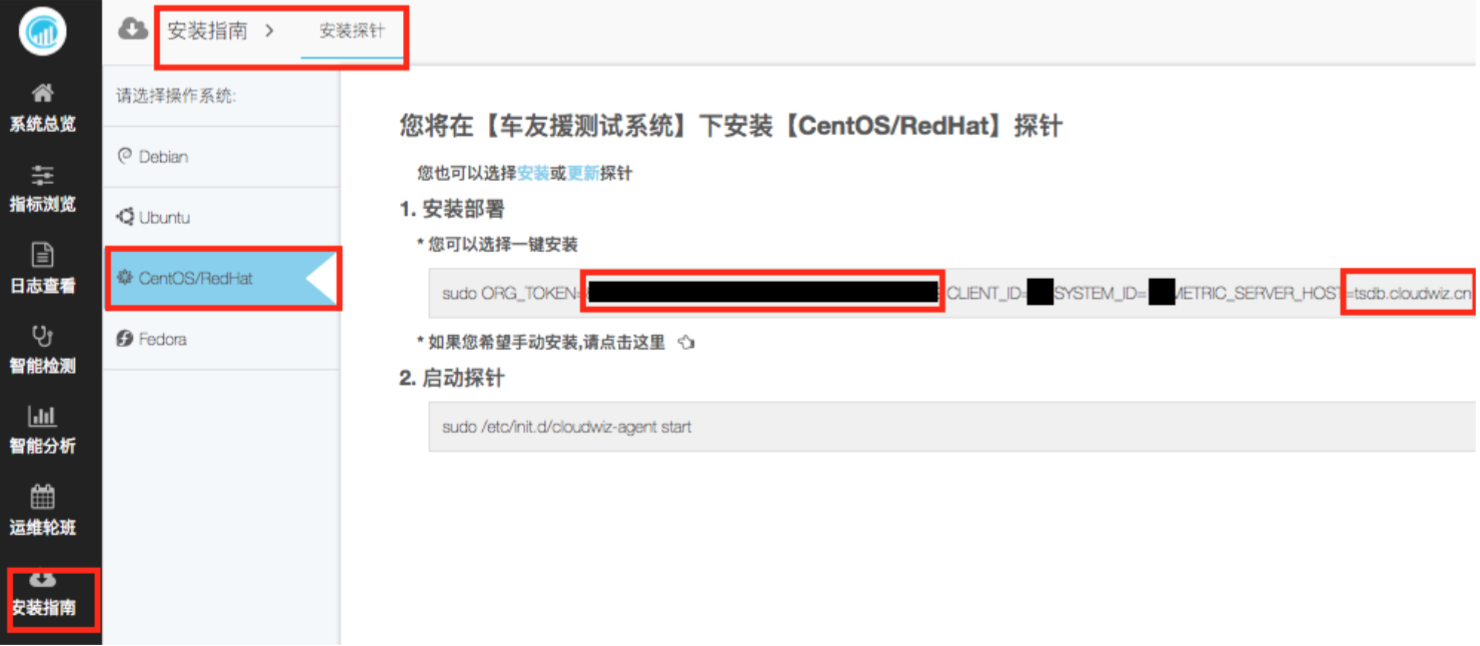 安装指南 > 安装探针
系统总览
指标浏览
日志查看
智能检测
智能分析
运维轮班
安装指南
请选择操作系统:
Debian
Ubuntu
CentOS/RedHat
Fedora
您将在【车友援测试系统】下安装【CentOS/RedHat】探针
您也可以选择安装或更新探针
1. 安装部署
* 您可以选择一键安装
sudo ORG_TOKEN= CLIENT_ID= SYSTEM_ID= METRIC_SERVER_HOST=tsdb.cloudwiz.cn
* 如果您希望手动安装,请点击这里
2. 启动探针
sudo /etc/init.d/cloudwiz-agent start